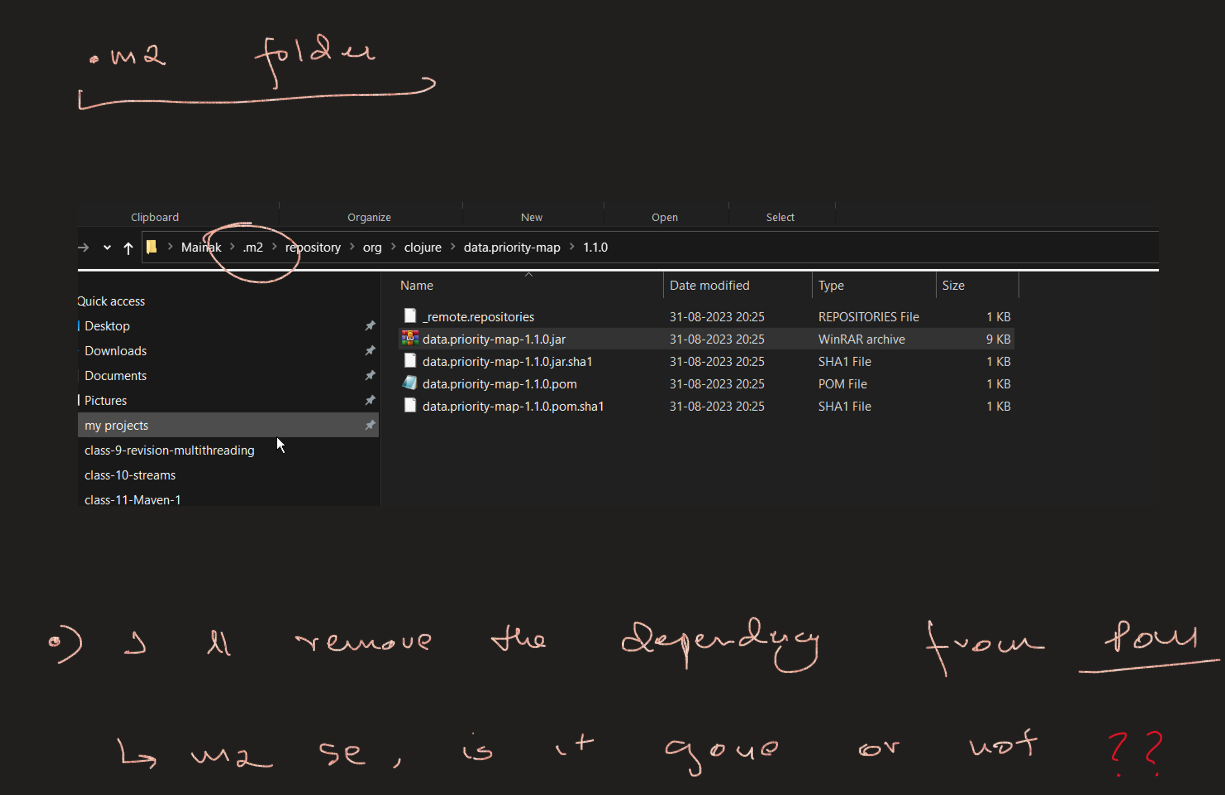 .m2 folder
Clipboard Organize New Open Select
Mainak > .m2 > repository > org > clojure > data.priority-map > 1.1.0
Name Date modified Type Size
Quick access
Desktop
Downloads
Documents
Pictures
my projects
class-9-revision-multithreading
class-10-streams
class-11-Maven-1
_remote.repositories 31-08-2023 20:25 REPOSITORIES File 1 KB
data.priority-map-1.1.0.jar 31-08-2023 20:25 WinRAR archive 9 KB
data.priority-map-1.1.0.jar.sha1 31-08-2023 20:25 SHA1 File 1 KB
data.priority-map-1.1.0.pom 31-08-2023 20:25 POM File 1 KB
data.priority-map-1.1.0.pom.sha1 31-08-2023 20:25 SHA1 File 1 KB
•) I ll remove the dependncy from pom
↳ m2 se, is it gone or not ??